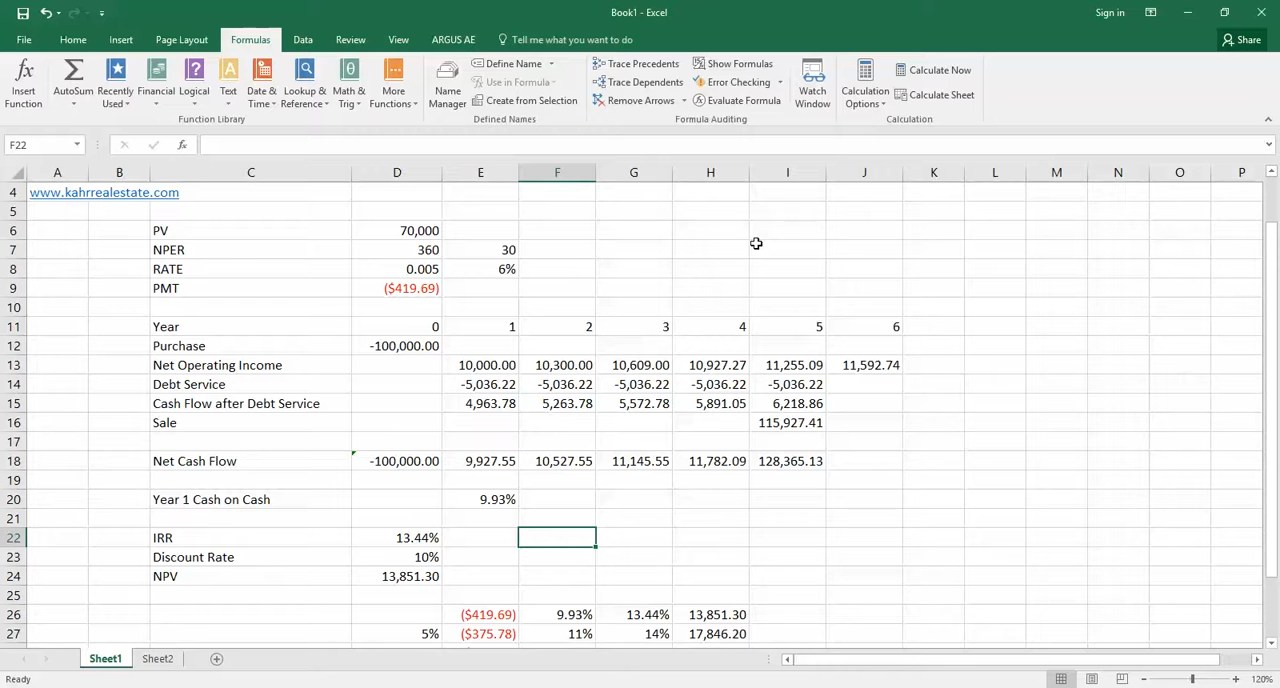 Book1 - Excel
Sign in
File Home Insert Page Layout Formulas Data Review View ARGUS AE Tell me what you want to do Share
Insert Function
AutoSum
Recently Used
Financial
Logical
Text
Date & Time
Lookup & Reference
Math & Trig
More Functions
Function Library
Name Manager
Define Name
Use in Formula
Create from Selection
Defined Names
Trace Precedents
Trace Dependents
Remove Arrows
Show Formulas
Error Checking
Evaluate Formula
Formula Auditing
Watch Window
Calculation Options
Calculate Now
Calculate Sheet
Calculation
F22 fx
A B C D E F G H I J K L M N O P
4 www.kahrrealestate.com
5
6 PV 70,000
7 NPER 360 30
8 RATE 0.005 6%
9 PMT ($419.69)
10
11 Year 0 1 2 3 4 5 6
12 Purchase -100,000.00
13 Net Operating Income 10,000.00 10,300.00 10,609.00 10,927.27 11,255.09 11,592.74
14 Debt Service -5,036.22 -5,036.22 -5,036.22 -5,036.22 -5,036.22
15 Cash Flow after Debt Service 4,963.78 5,263.78 5,572.78 5,891.05 6,218.86
16 Sale 115,927.41
17
18 Net Cash Flow -100,000.00 9,927.55 10,527.55 11,145.55 11,782.09 128,365.13
19
20 Year 1 Cash on Cash 9.93%
21
22 IRR 13.44%
23 Discount Rate 10%
24 NPV 13,851.30
25
26 ($419.69) 9.93% 13.44% 13,851.30
27 5% ($375.78) 11% 14% 17,846.20
Sheet1 Sheet2
Ready 120%